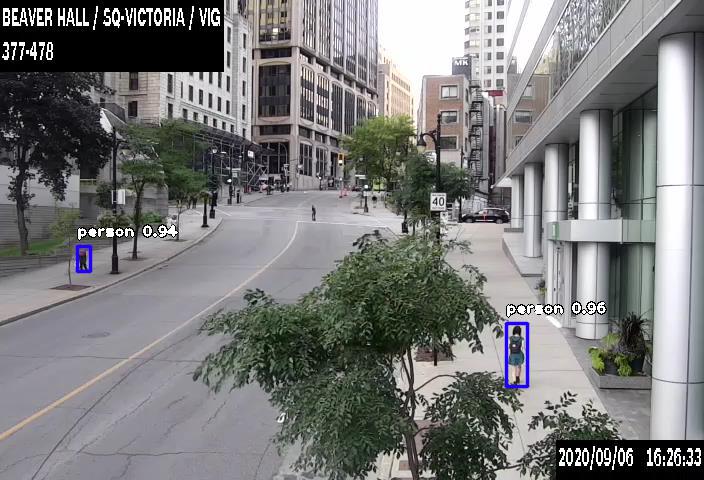 BEAVER HALL / SQ-VICTORIA / VIG
377-478
MK
40
person 0.94
person 0.96
2020/09/06 16:26:33